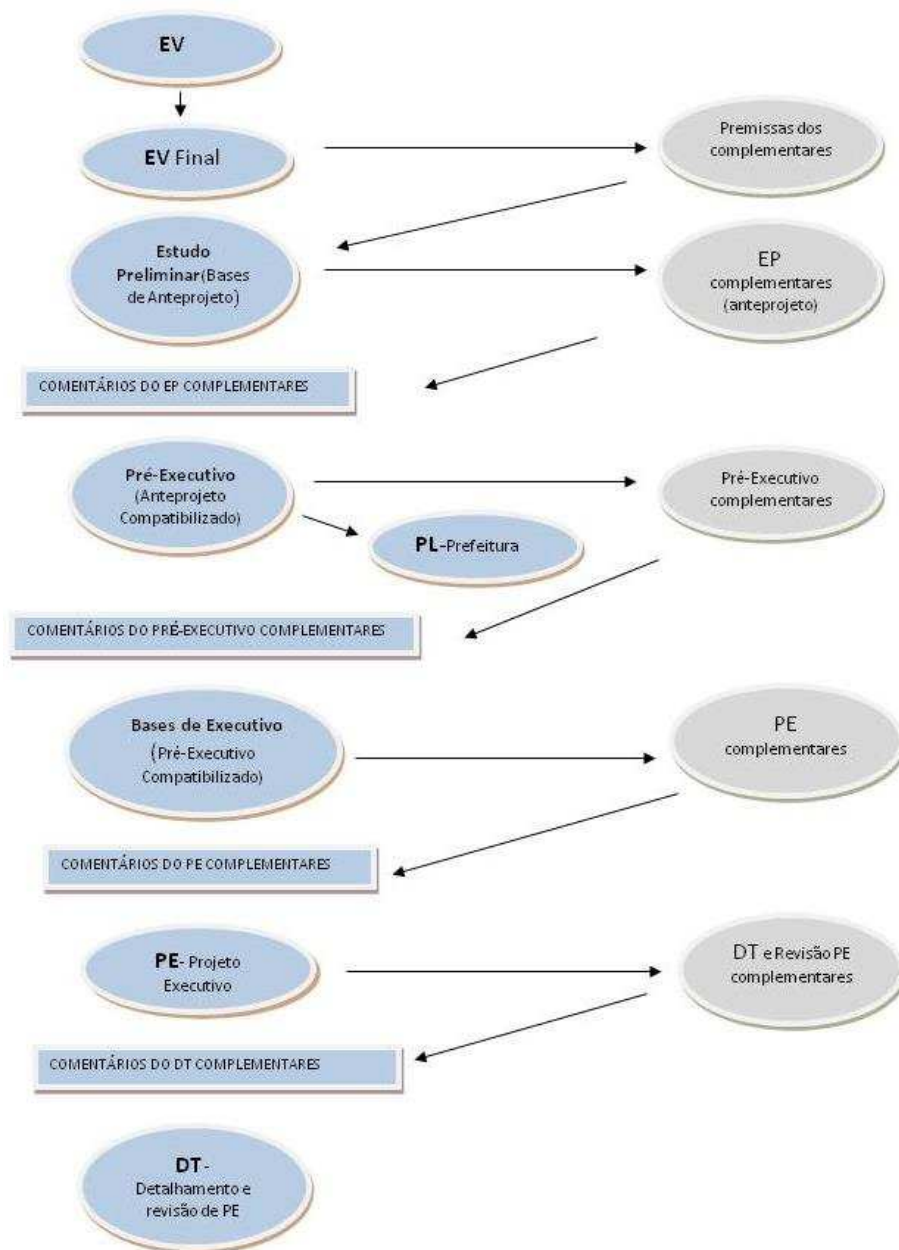 EV
EV Final
Premissas dos
complementares
Estudo
Preliminar(Bases
de Anteprojeto)
EP
complementares
(anteprojeto)
COMENTÁRIOS DO EP COMPLEMENTARES
Pré-Executivo
(Anteprojeto
Compatibilizado)
Pré-Executivo
complementares
PL-Prefeitura
COMENTÁRIOS DO PRÉ-EXECUTIVO COMPLEMENTARES
Bases de Executivo
(Pré-Executivo
Compatibilizado)
PE
complementares
COMENTÁRIOS DO PE COMPLEMENTARES
PE- Projeto
Executivo
DT e Revisão PE
complementares
COMENTÁRIOS DO DT COMPLEMENTARES
DT-
Detalhamento e
revisão de PE